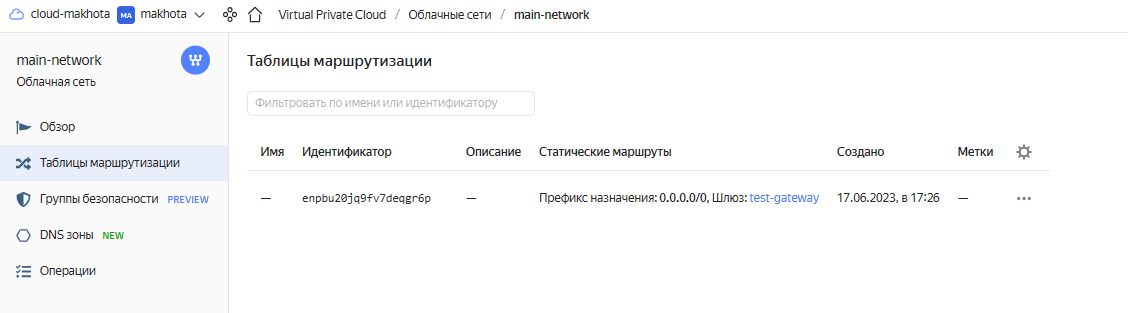 cloud-makhota MA makhota Virtual Private Cloud / Облачные сети / main-network
main-network
Облачная сеть
Обзор
Таблицы маршрутизации
Группы безопасности PREVIEW
DNS зоны NEW
Операции
Таблицы маршрутизации
Фильтровать по имени или идентификатору
Имя Идентификатор Описание Статические маршруты Создано Метки
— enpbu20jq9fv7deqgr6p — Префикс назначения: 0.0.0.0/0, Шлюз: test-gateway 17.06.2023, в 17:26 —